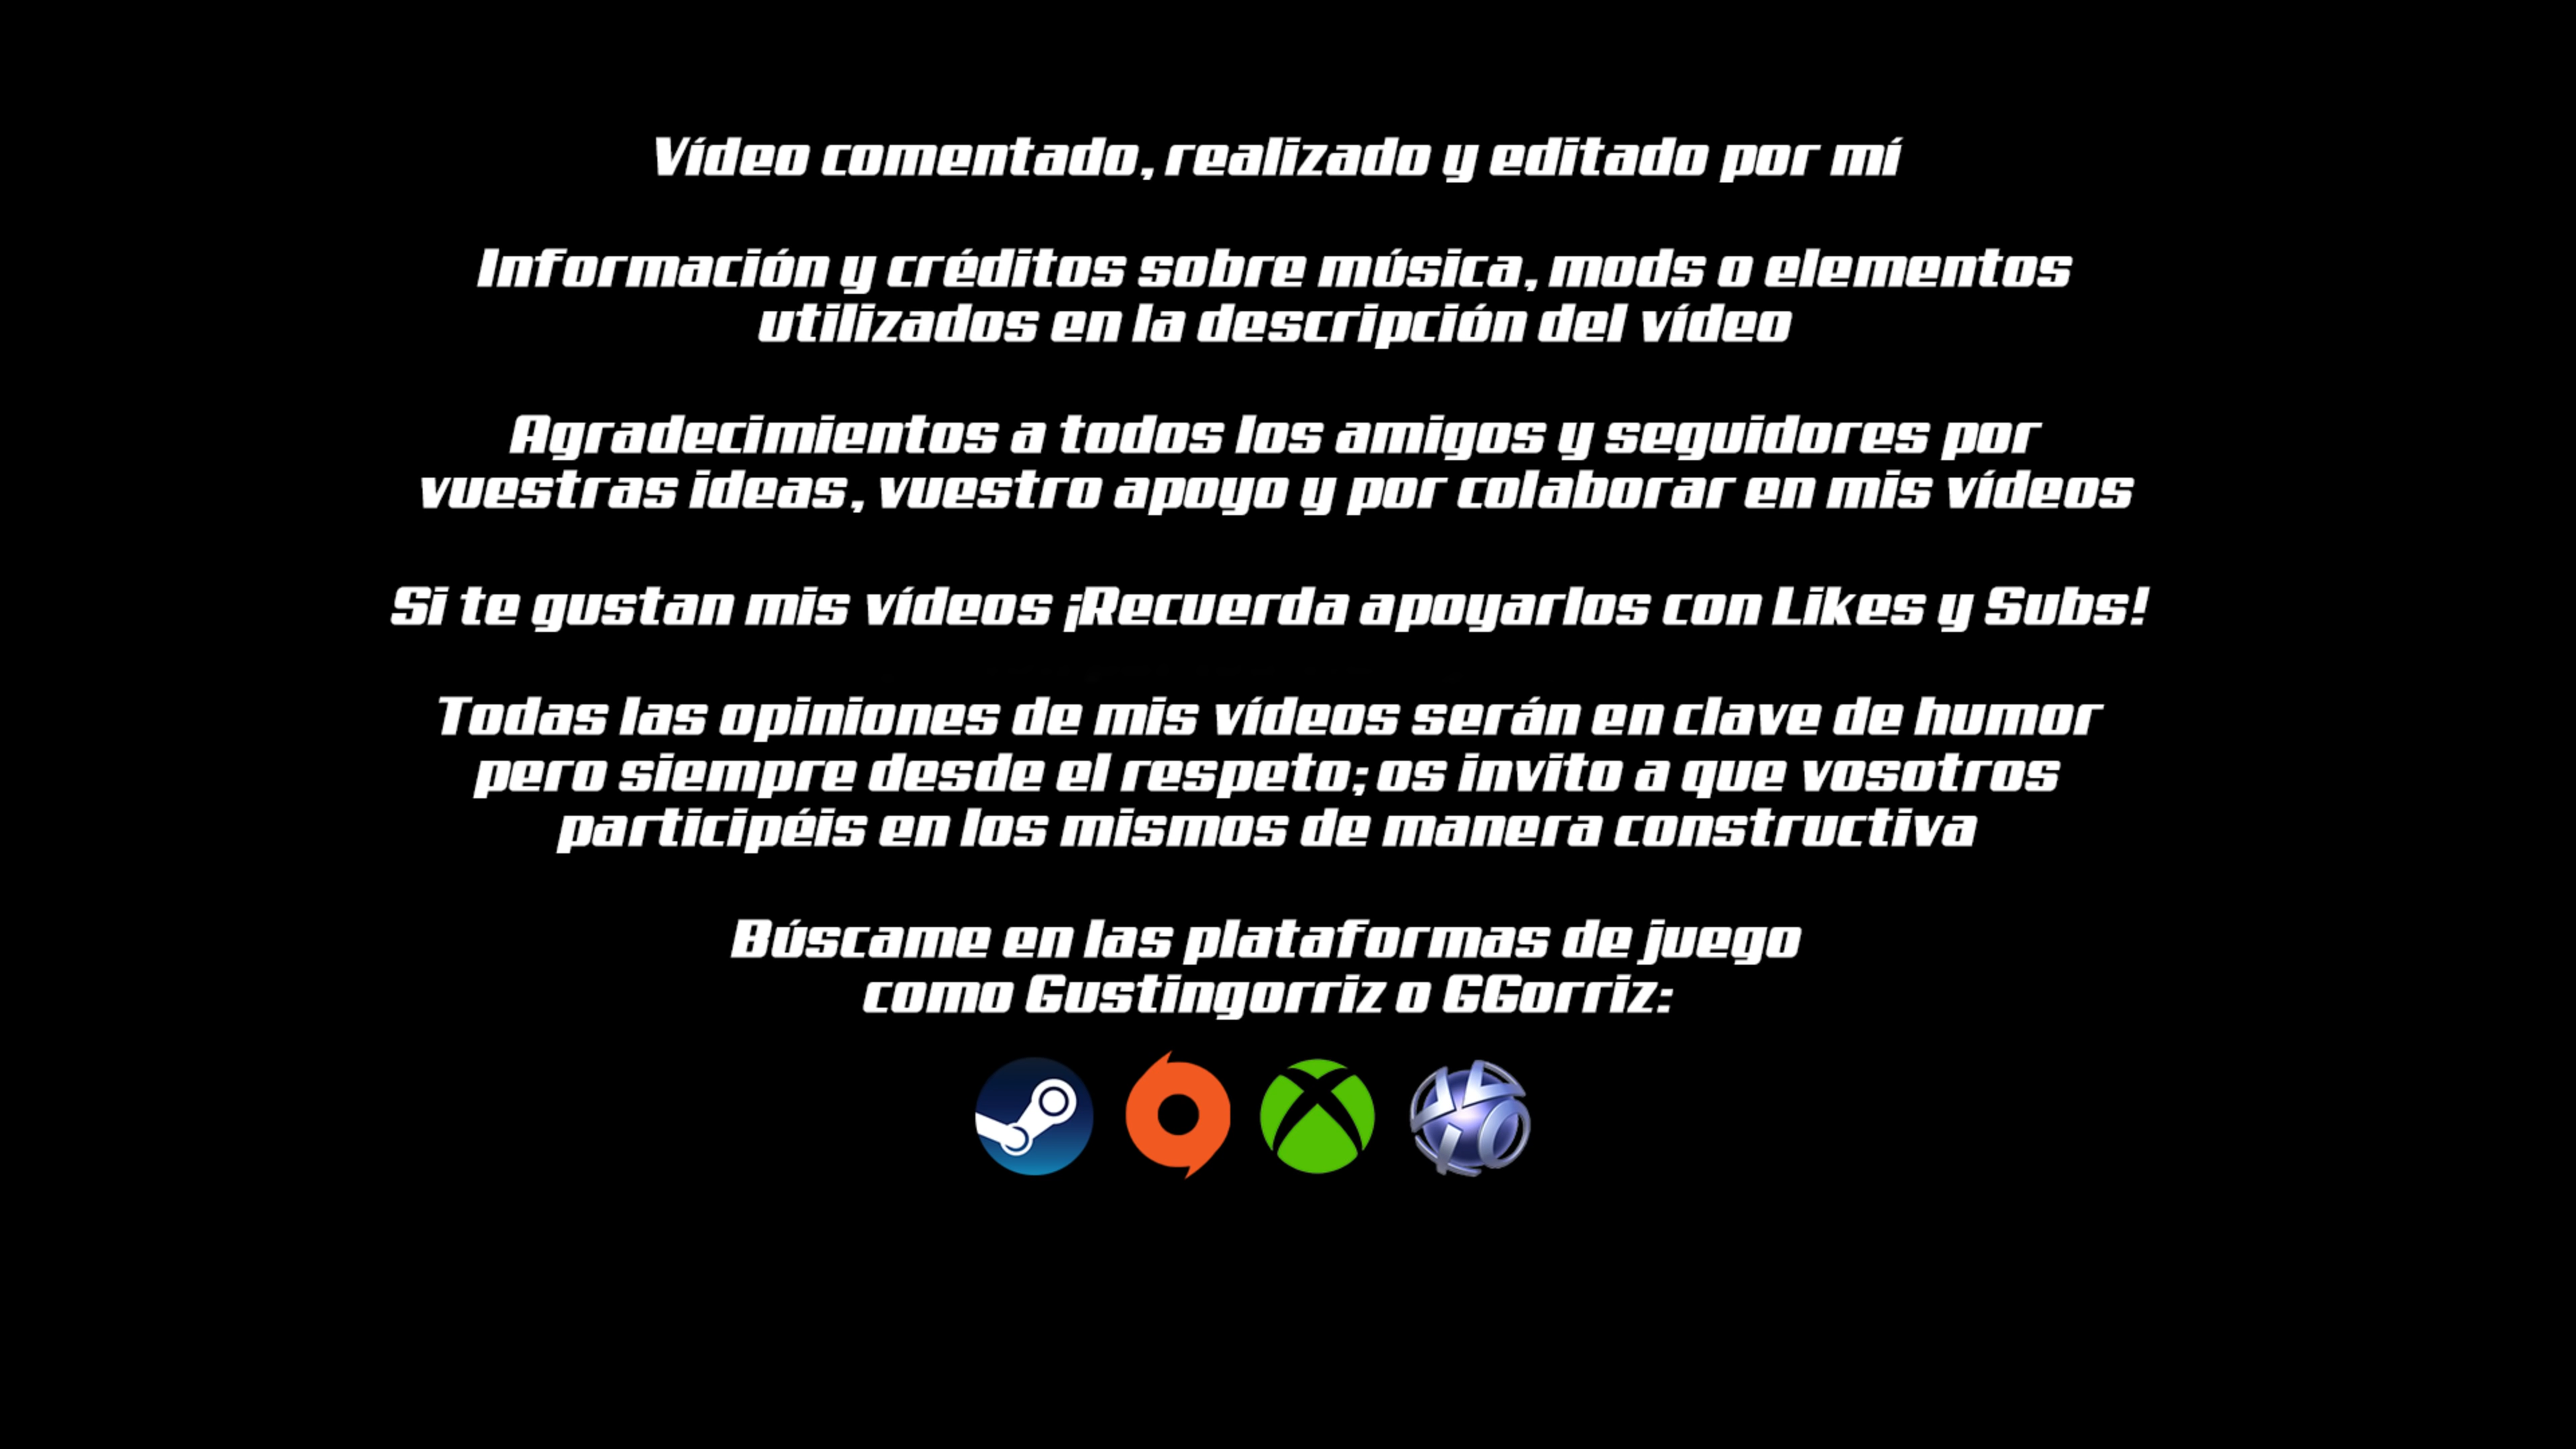 Vídeo comentado, realizado y editado por mí
Información y créditos sobre música, mods o elementos
utilizados en la descripción del vídeo
Agradecimientos a todos los amigos y seguidores por
vuestras ideas, vuestro apoyo y por colaborar en mis vídeos
Si te gustan mis vídeos ¡Recuerda apoyarlos con Likes y Subs!
Todas las opiniones de mis vídeos serán en clave de humor
pero siempre desde el respeto; os invito a que vosotros
participéis en los mismos de manera constructiva
Búscame en las plataformas de juego
como Gustingorriz o GGorriz: